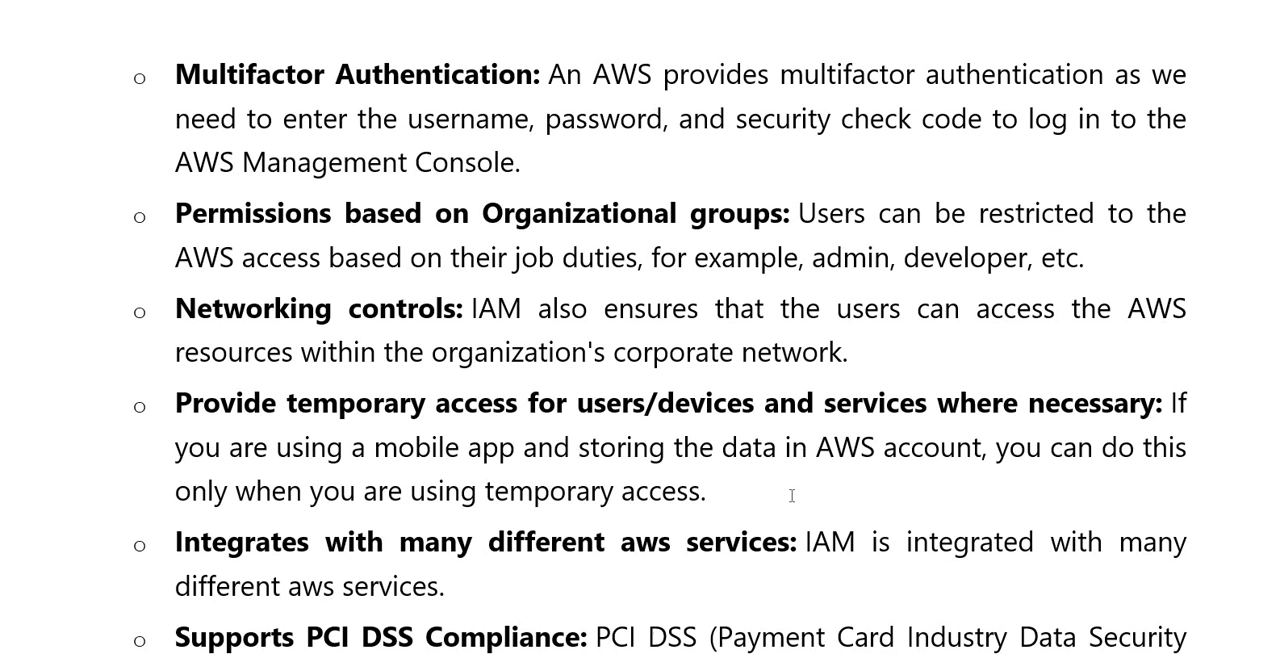 o Multifactor Authentication: An AWS provides multifactor authentication as we
need to enter the username, password, and security check code to log in to the
AWS Management Console.
o Permissions based on Organizational groups: Users can be restricted to the
AWS access based on their job duties, for example, admin, developer, etc.
o Networking controls: IAM also ensures that the users can access the AWS
resources within the organization's corporate network.
o Provide temporary access for users/devices and services where necessary: If
you are using a mobile app and storing the data in AWS account, you can do this
only when you are using temporary access.
o Integrates with many different aws services: IAM is integrated with many
different aws services.
o Supports PCI DSS Compliance: PCI DSS (Payment Card Industry Data Security